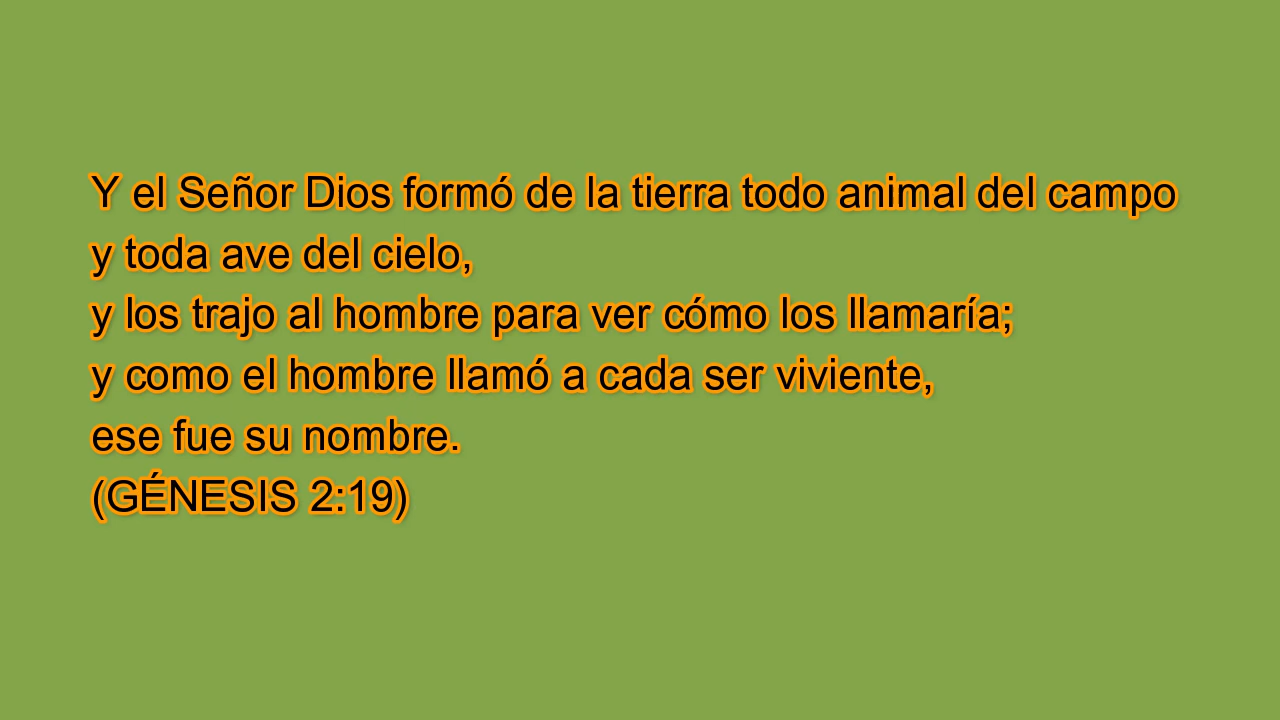 Y el Señor Dios formó de la tierra todo animal del campo
y toda ave del cielo,
y los trajo al hombre para ver cómo los llamaría;
y como el hombre llamó a cada ser viviente,
ese fue su nombre.
(GÉNESIS 2:19)